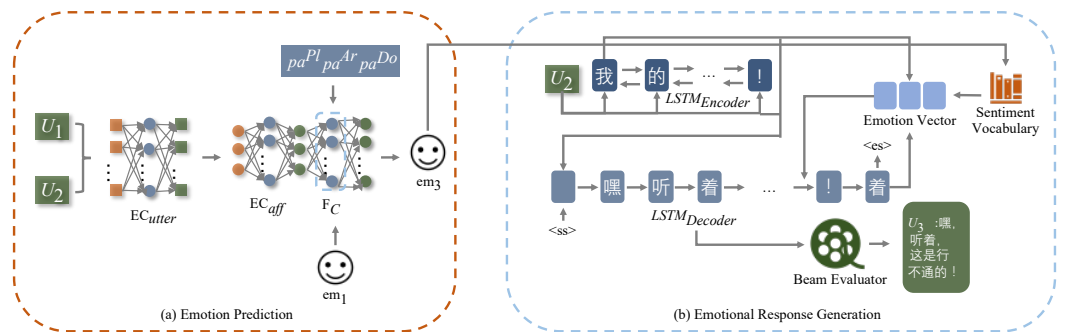 U1
U2
ECutter
paPl paAr paDo
ECaff
FC
em3
em1
(a) Emotion Prediction
U2
我 的 ... !
LSTMEncoder
Emotion Vector
Sentiment
Vocabulary
<es>
嘿 听 着 ... ! 着
<ss>
LSTMDecoder
Beam Evaluator
U3 :嘿,
听着,
这是行
不通的!
(b) Emotional Response Generation